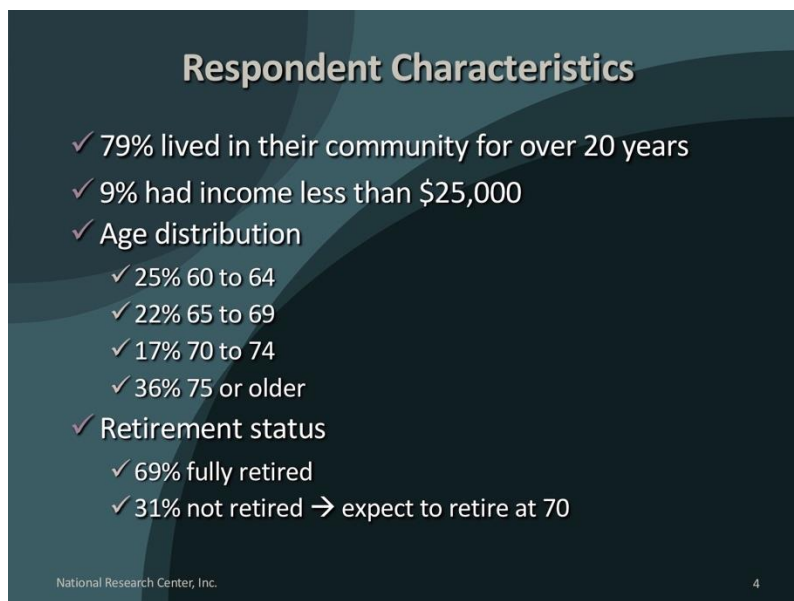 Respondent Characteristics
✓ 79% lived in their community for over 20 years
✓ 9% had income less than $25,000
✓ Age distribution
✓ 25% 60 to 64
✓ 22% 65 to 69
✓ 17% 70 to 74
✓ 36% 75 or older
✓ Retirement status
✓ 69% fully retired
✓ 31% not retired → expect to retire at 70
National Research Center, Inc.
4